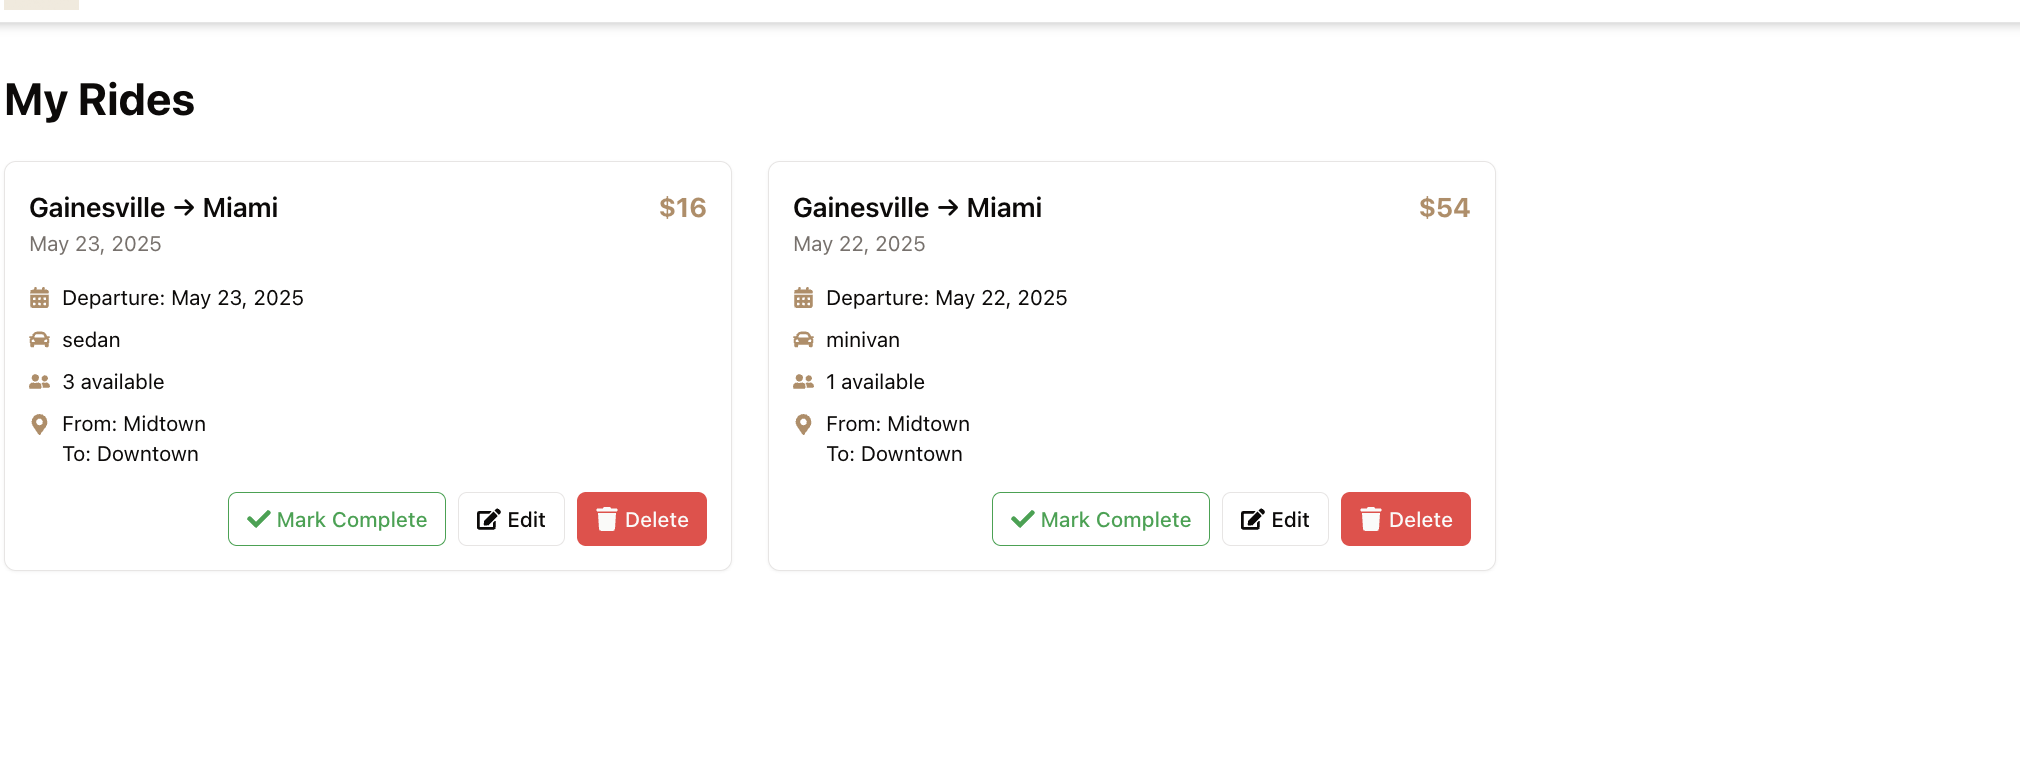 My Rides
Gainesville → Miami
$16
May 23, 2025
Departure: May 23, 2025
sedan
3 available
From: Midtown
To: Downtown
Mark Complete
Edit
Delete
Gainesville → Miami
$54
May 22, 2025
Departure: May 22, 2025
minivan
1 available
From: Midtown
To: Downtown
Mark Complete
Edit
Delete